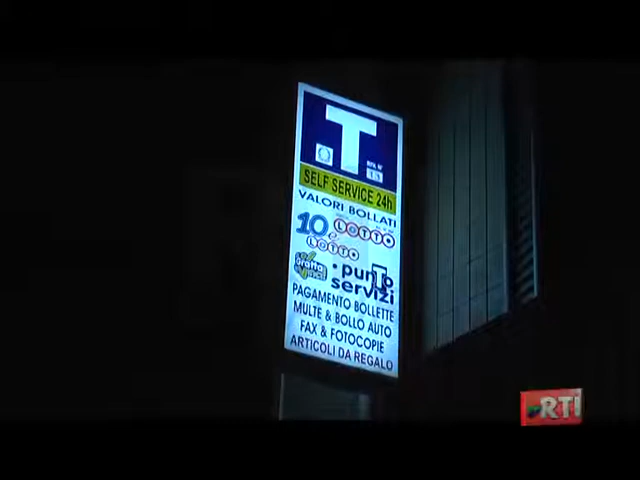 T
SELF SERVICE 24h
VALORI BOLLATI
10 e LOTTO
LOTTO
punto
servizi
PAGAMENTO BOLLETTE
MULTE & BOLLO AUTO
FAX & FOTOCOPIE
ARTICOLI DA REGALO
RTI